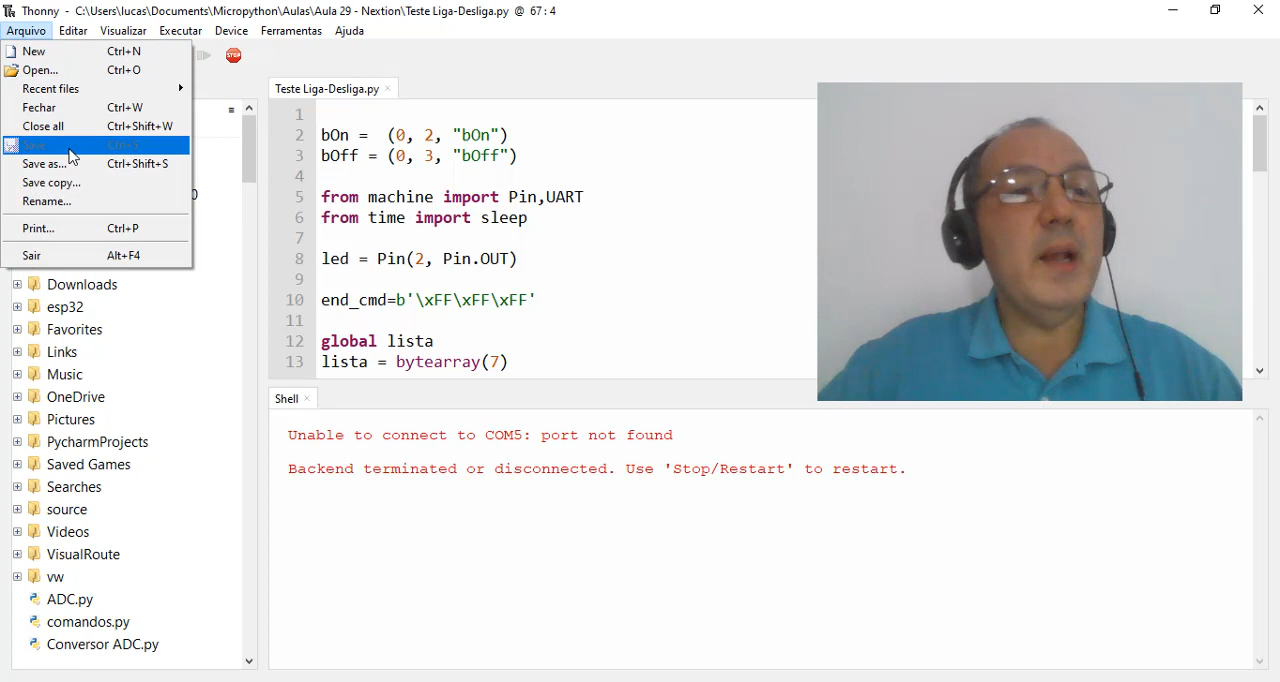 Thonny - C:\Users\lucas\Documents\Micropython\Aulas\Aula 29 - Nextion\Teste Liga-Desliga.py @ 67: 4
Arquivo Editar Visualizar Executar Device Ferramentas Ajuda
New Ctrl+N
Open... Ctrl+O
Recent files
Fechar Ctrl+W
Close all Ctrl+Shift+W
Save Ctrl+S
Save as... Ctrl+Shift+S
Save copy...
Rename...
Print... Ctrl+P
Sair Alt+F4
STOP
0
Downloads
esp32
Favorites
Links
Music
OneDrive
Pictures
PycharmProjects
Saved Games
Searches
source
Videos
VisualRoute
vw
ADC.py
comandos.py
Conversor ADC.py
Teste Liga-Desliga.py
1
2 bOn = (0, 2, "bOn")
3 bOff = (0, 3, "bOff")
4
5 from machine import Pin,UART
6 from time import sleep
7
8 led = Pin(2, Pin.OUT)
9
10 end_cmd=b'\xFF\xFF\xFF'
11
12 global lista
13 lista = bytearray(7)
Shell
Unable to connect to COM5: port not found
Backend terminated or disconnected. Use 'Stop/Restart' to restart.